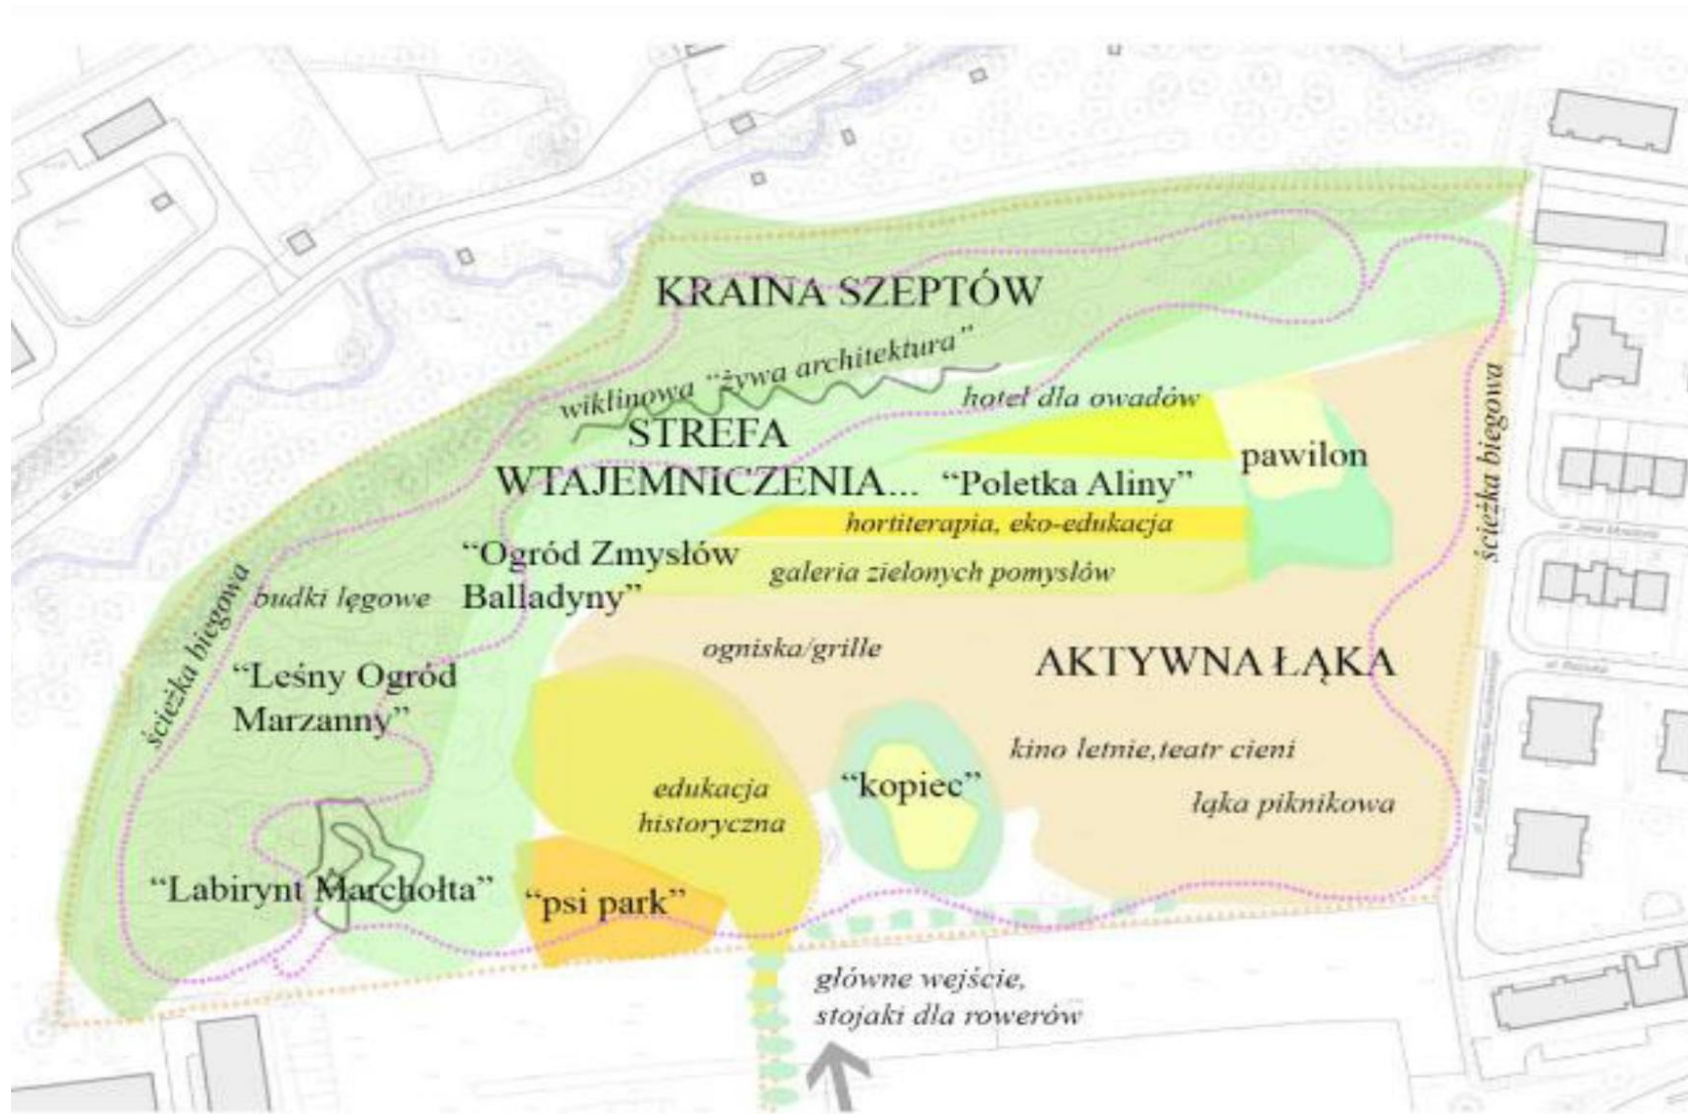 KRAINA SZEPTÓW
wiklinowa “żywa architektura”
hotel dla owadów
STREFA
WTAJEMNICZENIA...
“Poletka Aliny”
pawilon
ścieżka biegowa
hortiterapia, eko-edukacja
“Ogród Zmysłów
Balladyny”
galeria zielonych pomysłów
budki lęgowe
ścieżka biegowa
ogniska/grille
AKTYWNA ŁĄKA
“Leśny Ogród
Marzanny”
kino letnie,teatr cieni
“kopiec”
edukacja
historyczna
łąka piknikowa
“Labirynt Marchołta”
“psi park”
główne wejście,
stojaki dla rowerów